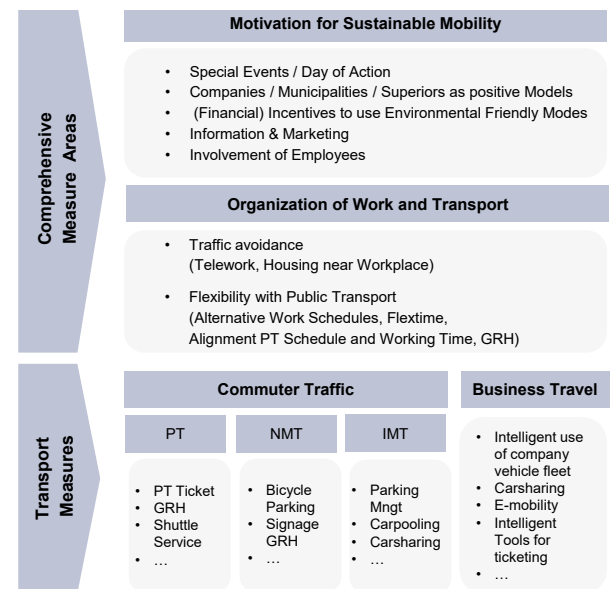 Comprehensive
Measure Areas
Motivation for Sustainable Mobility
• Special Events / Day of Action
• Companies / Municipalities / Superiors as positive Models
• (Financial) Incentives to use Environmental Friendly Modes
• Information & Marketing
• Involvement of Employees
Organization of Work and Transport
• Traffic avoidance
(Telework, Housing near Workplace)
• Flexibility with Public Transport
(Alternative Work Schedules, Flextime,
Alignment PT Schedule and Working Time, GRH)
Transport
Measures
Commuter Traffic
PT
• PT Ticket
• GRH
• Shuttle
Service
• …
NMT
• Bicycle
Parking
• Signage
GRH
• …
IMT
• Parking
Mngt
• Carpooling
• Carsharing
• …
Business Travel
• Intelligent use
of company
vehicle fleet
• Carsharing
• E-mobility
• Intelligent
Tools for
ticketing
• …